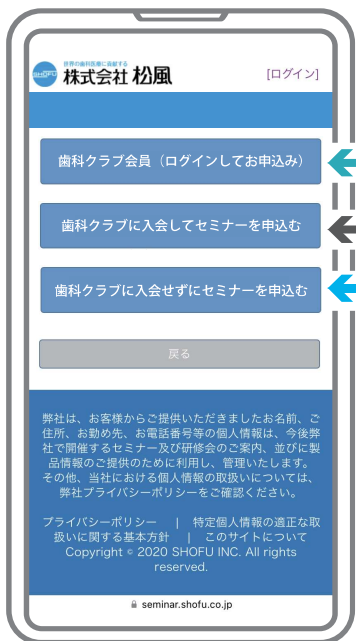 世界の歯科医療に貢献する
SHOFU 株式会社 松風
[ログイン]
歯科クラブ会員（ログインしてお申込み）
歯科クラブに入会してセミナーを申込む
歯科クラブに入会せずにセミナーを申込む
戻る
弊社は、お客様からご提供いただきましたお名前、ご
住所、お勤め先、お電話番号等の個人情報は、今後弊
社で開催するセミナー及び研修会のご案内、並びに製
品情報のご提供のために利用し、管理いたします。
その他、当社における個人情報の取扱いについては、
弊社プライバシーポリシーをご確認ください。
プライバシーポリシー | 特定個人情報の適正な取
扱いに関する基本方針 | このサイトについて
Copyright © 2020 SHOFU INC. All rights
reserved.
seminar.shofu.co.jp